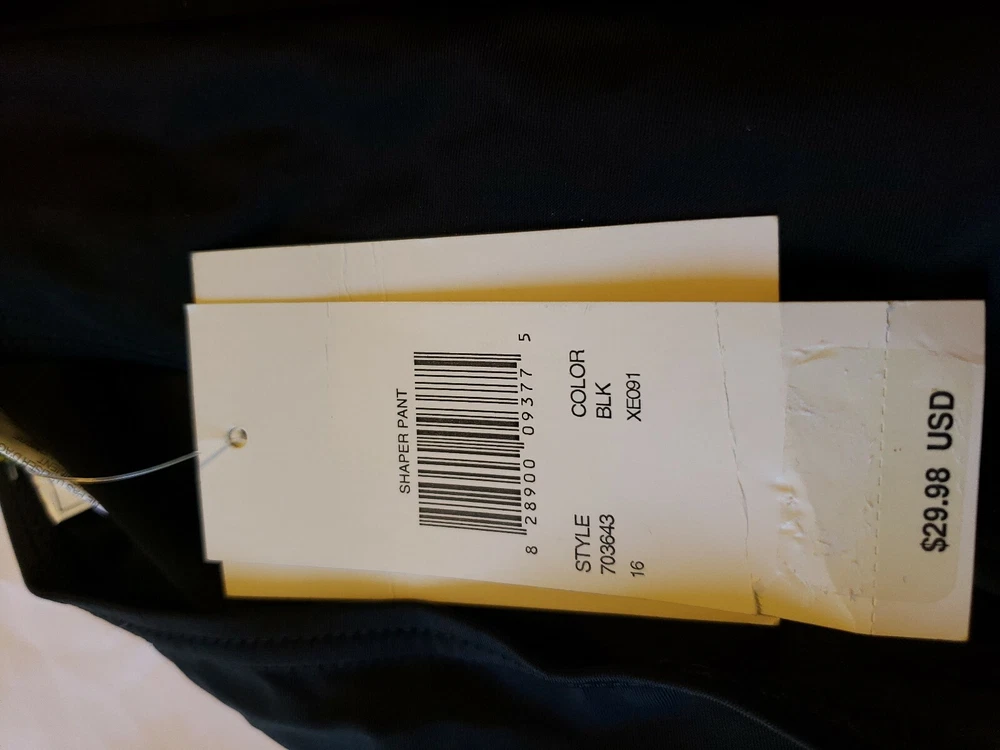 SHAPER PANT
8 28900 09377 5
STYLE COLOR
703643 BLK
16 XE091
$29.98 USD